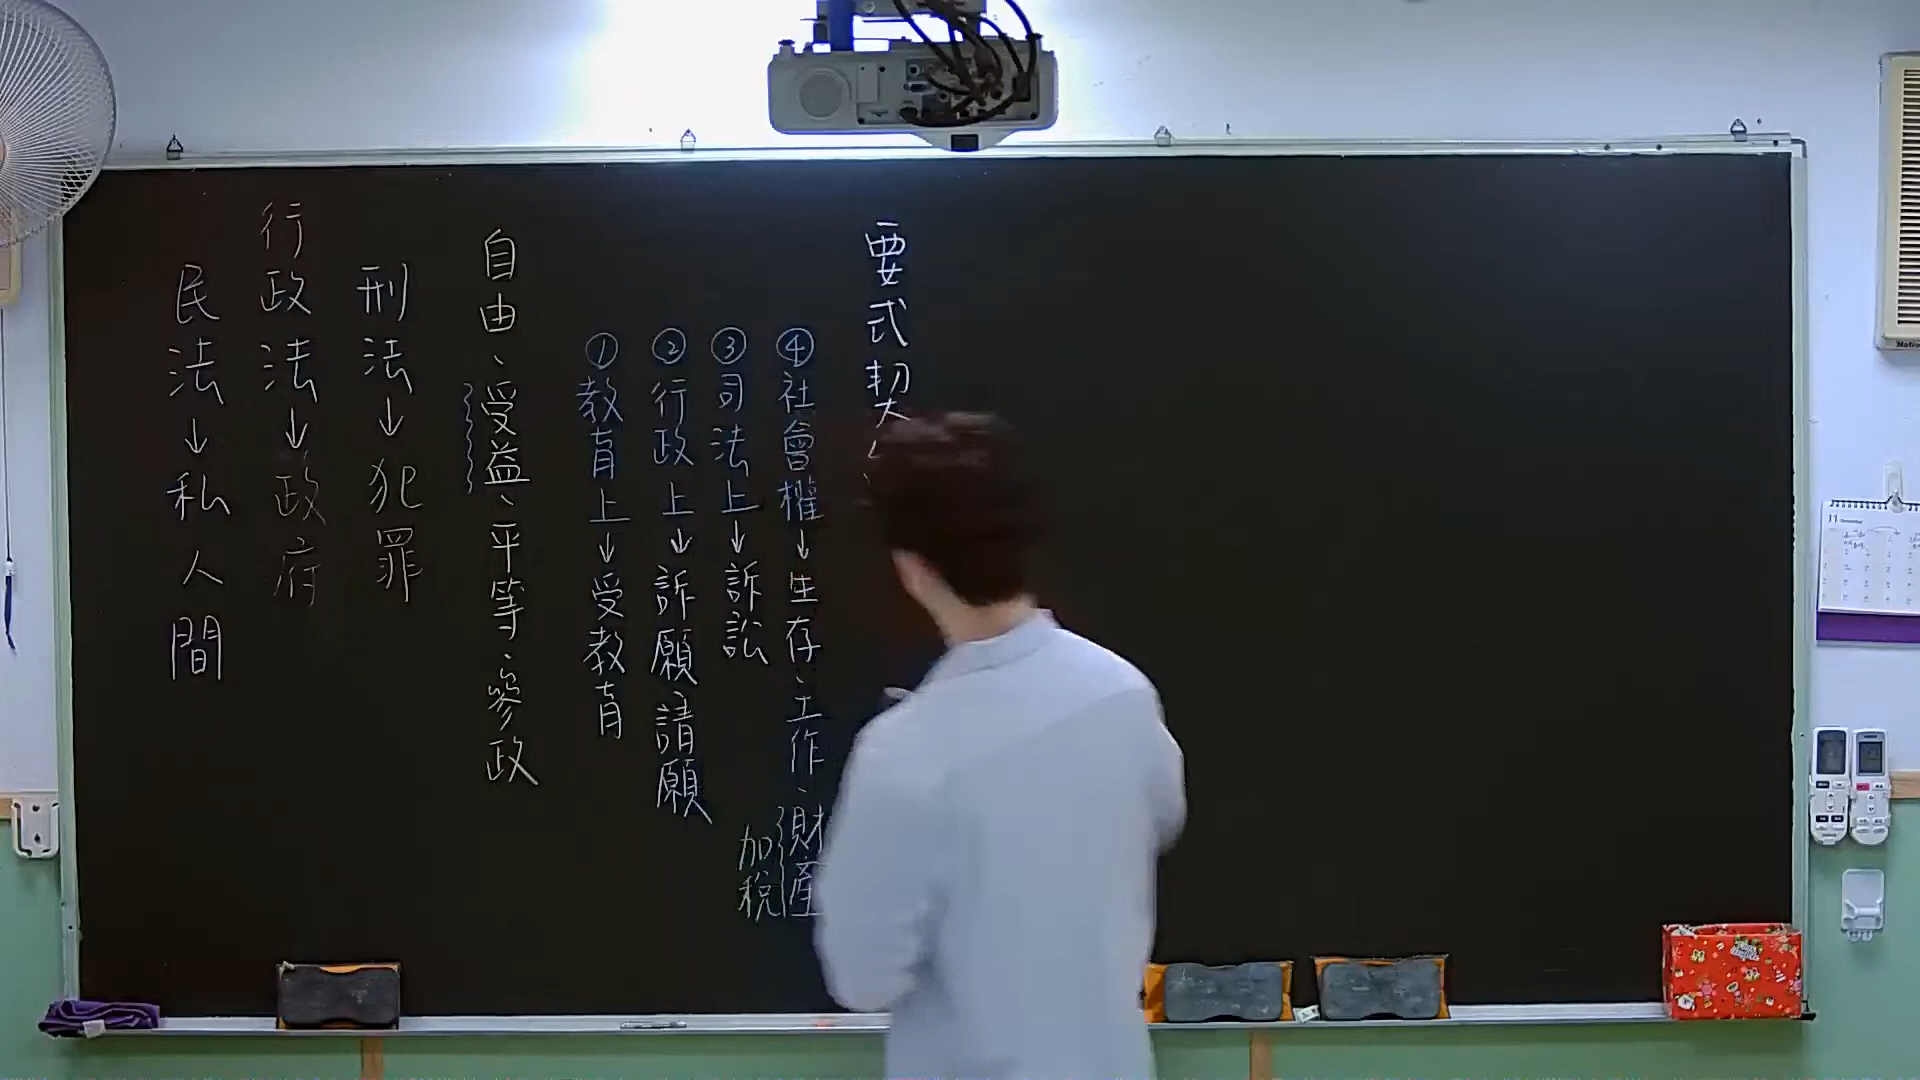 民法→私人間
行政法→政府
刑法→犯罪
自由、受益、平等、參政
①教育上→受教育
②行政上→訴願、請願
③司法上→訴訟
④社會權→生存、工作、財產
加稅
要式契